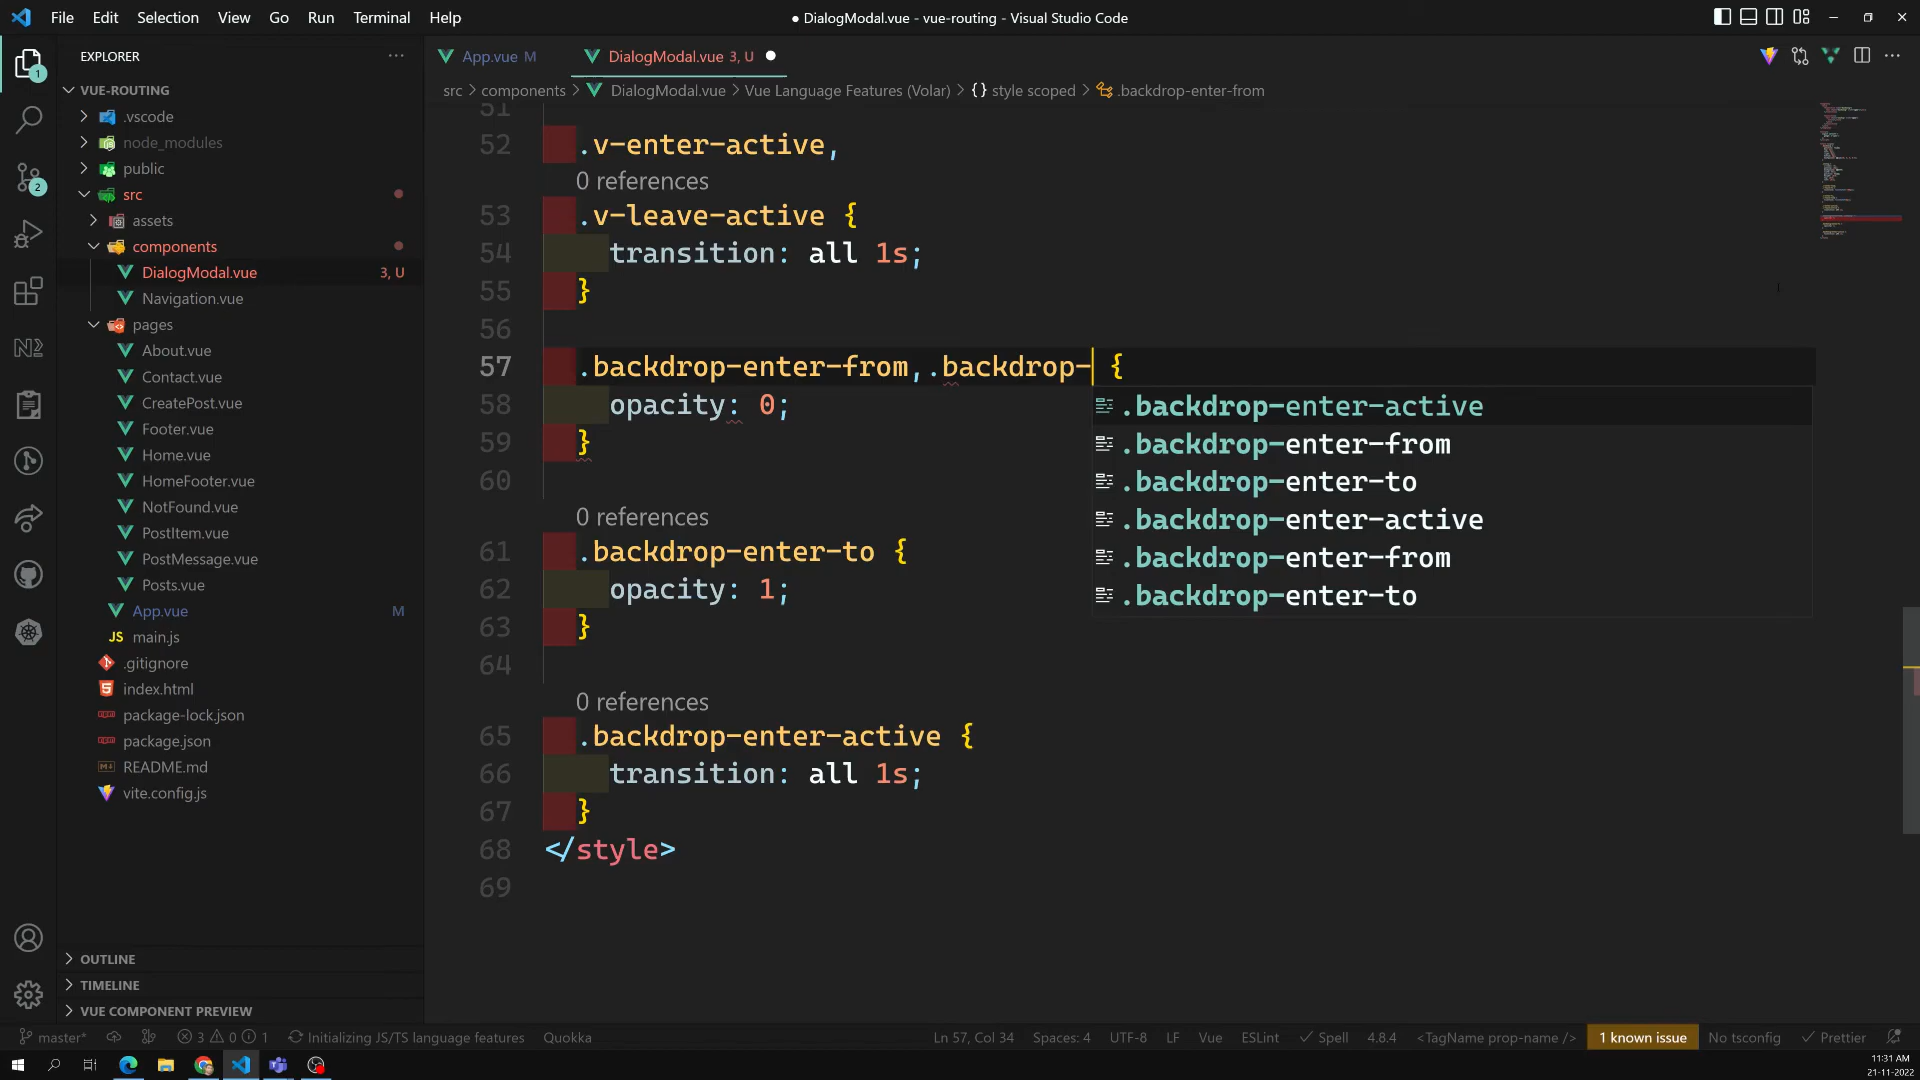 File Edit Selection View Go Run Terminal Help
● DialogModal.vue - vue-routing - Visual Studio Code
EXPLORER
VUE-ROUTING
.vscode
node_modules
public
src
assets
components
DialogModal.vue 3, U
Navigation.vue
pages
About.vue
Contact.vue
CreatePost.vue
Footer.vue
Home.vue
HomeFooter.vue
NotFound.vue
PostItem.vue
PostMessage.vue
Posts.vue
App.vue M
JS main.js
.gitignore
index.html
package-lock.json
package.json
README.md
vite.config.js
OUTLINE
TIMELINE
VUE COMPONENT PREVIEW
1
2
App.vue M
DialogModal.vue 3, U
src > components > DialogModal.vue > Vue Language Features (Volar) > {} style scoped > .backdrop-enter-from
51
52 .v-enter-active,
0 references
53 .v-leave-active {
54 transition: all 1s;
55 }
56
57 .backdrop-enter-from,.backdrop- {
58 opacity: 0;
59 }
60
0 references
61 .backdrop-enter-to {
62 opacity: 1;
63 }
64
0 references
65 .backdrop-enter-active {
66 transition: all 1s;
67 }
68 </style>
69
.backdrop-enter-active
.backdrop-enter-from
.backdrop-enter-to
.backdrop-enter-active
.backdrop-enter-from
.backdrop-enter-to
master* 3 0 1 Initializing JS/TS language features Quokka
Ln 57, Col 34 Spaces: 4 UTF-8 LF Vue ESLint Spell 4.8.4 <TagName prop-name /> 1 known issue No tsconfig Prettier
11:31 AM
21-11-2022